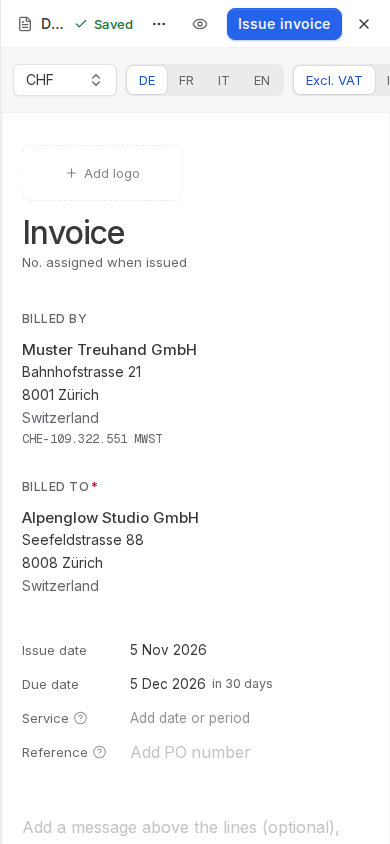 D... Saved ... Issue invoice
CHF DE FR IT EN Excl. VAT
Add logo
Invoice
No. assigned when issued
BILLED BY
Muster Treuhand GmbH
Bahnhofstrasse 21
8001 Zürich
Switzerland
CHE-109.322.551 MWST
BILLED TO*
Alpenglow Studio GmbH
Seefeldstrasse 88
8008 Zürich
Switzerland
Issue date 5 Nov 2026
Due date 5 Dec 2026 in 30 days
Service Add date or period
Reference Add PO number
Add a message above the lines (optional),